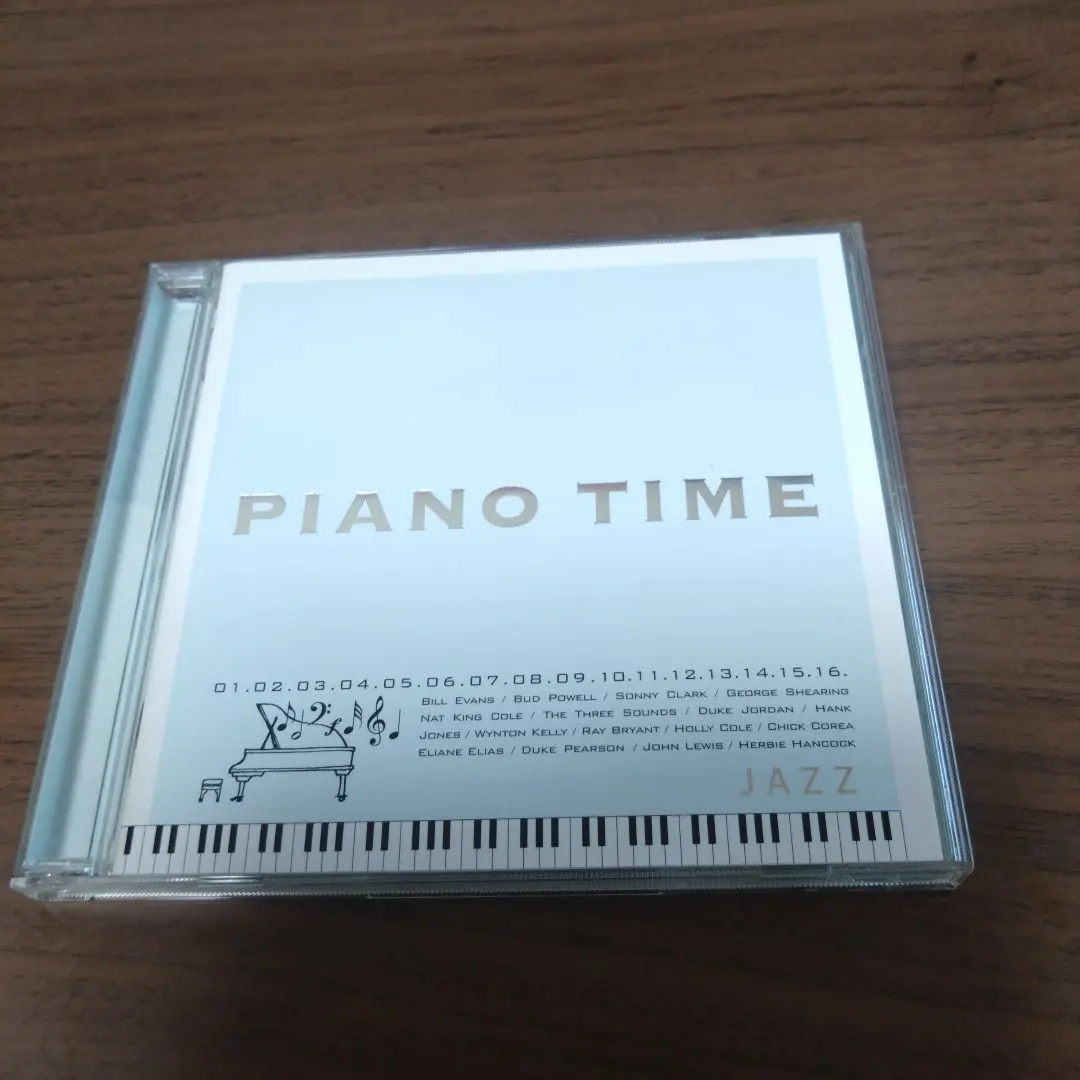 PIANO TIME
01.02.03.04.05.06.07.08.09.10.11.12.13.14.15.16.
BILL EVANS / BUD POWELL / SONNY CLARK / GEORGE SHEARING
NAT KING COLE / THE THREE SOUNDS / DUKE JORDAN / HANK
JONES / WYNTON KELLY / RAY BRYANT / HOLLY COLE / CHICK COREA
ELIANE ELIAS / DUKE PEARSON / JOHN LEWIS / HERBIE HANCOCK
JAZZ